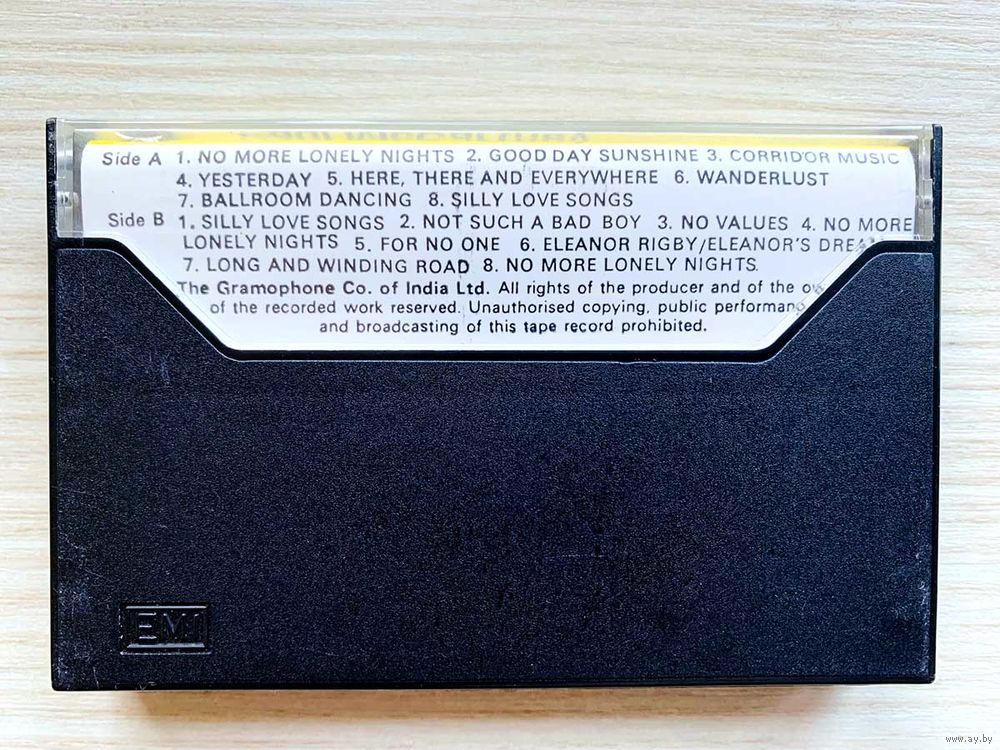 Side A 1. NO MORE LONELY NIGHTS 2. GOOD DAY SUNSHINE 3. CORRIDOR MUSIC
4. YESTERDAY 5. HERE, THERE AND EVERYWHERE 6. WANDERLUST
7. BALLROOM DANCING 8. SILLY LOVE SONGS
Side B 1. SILLY LOVE SONGS 2. NOT SUCH A BAD BOY 3. NO VALUES 4. NO MORE
LONELY NIGHTS 5. FOR NO ONE 6. ELEANOR RIGBY/ELEANOR'S
7. LONG AND WINDING ROAD 8. NO MORE LONELY NIGHTS.
The Gramophone Co. of India Ltd. All rights of the producer and of the
of the recorded work reserved. Unauthorised copying, public
and broadcasting of this tape record prohibited.
EMI
www.ay.by